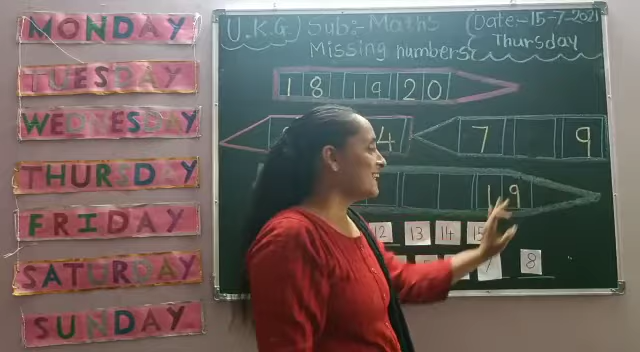 MONDAY
TUESDAY
WEDNESDAY
THURSDAY
FRIDAY
SATURDAY
SUNDAY
U.K.G) Sub:- Maths (Date:-15-7-2021
Missing numbers: Thursday
18 19 20
4 7 9
19
12 13 14 15
7 8